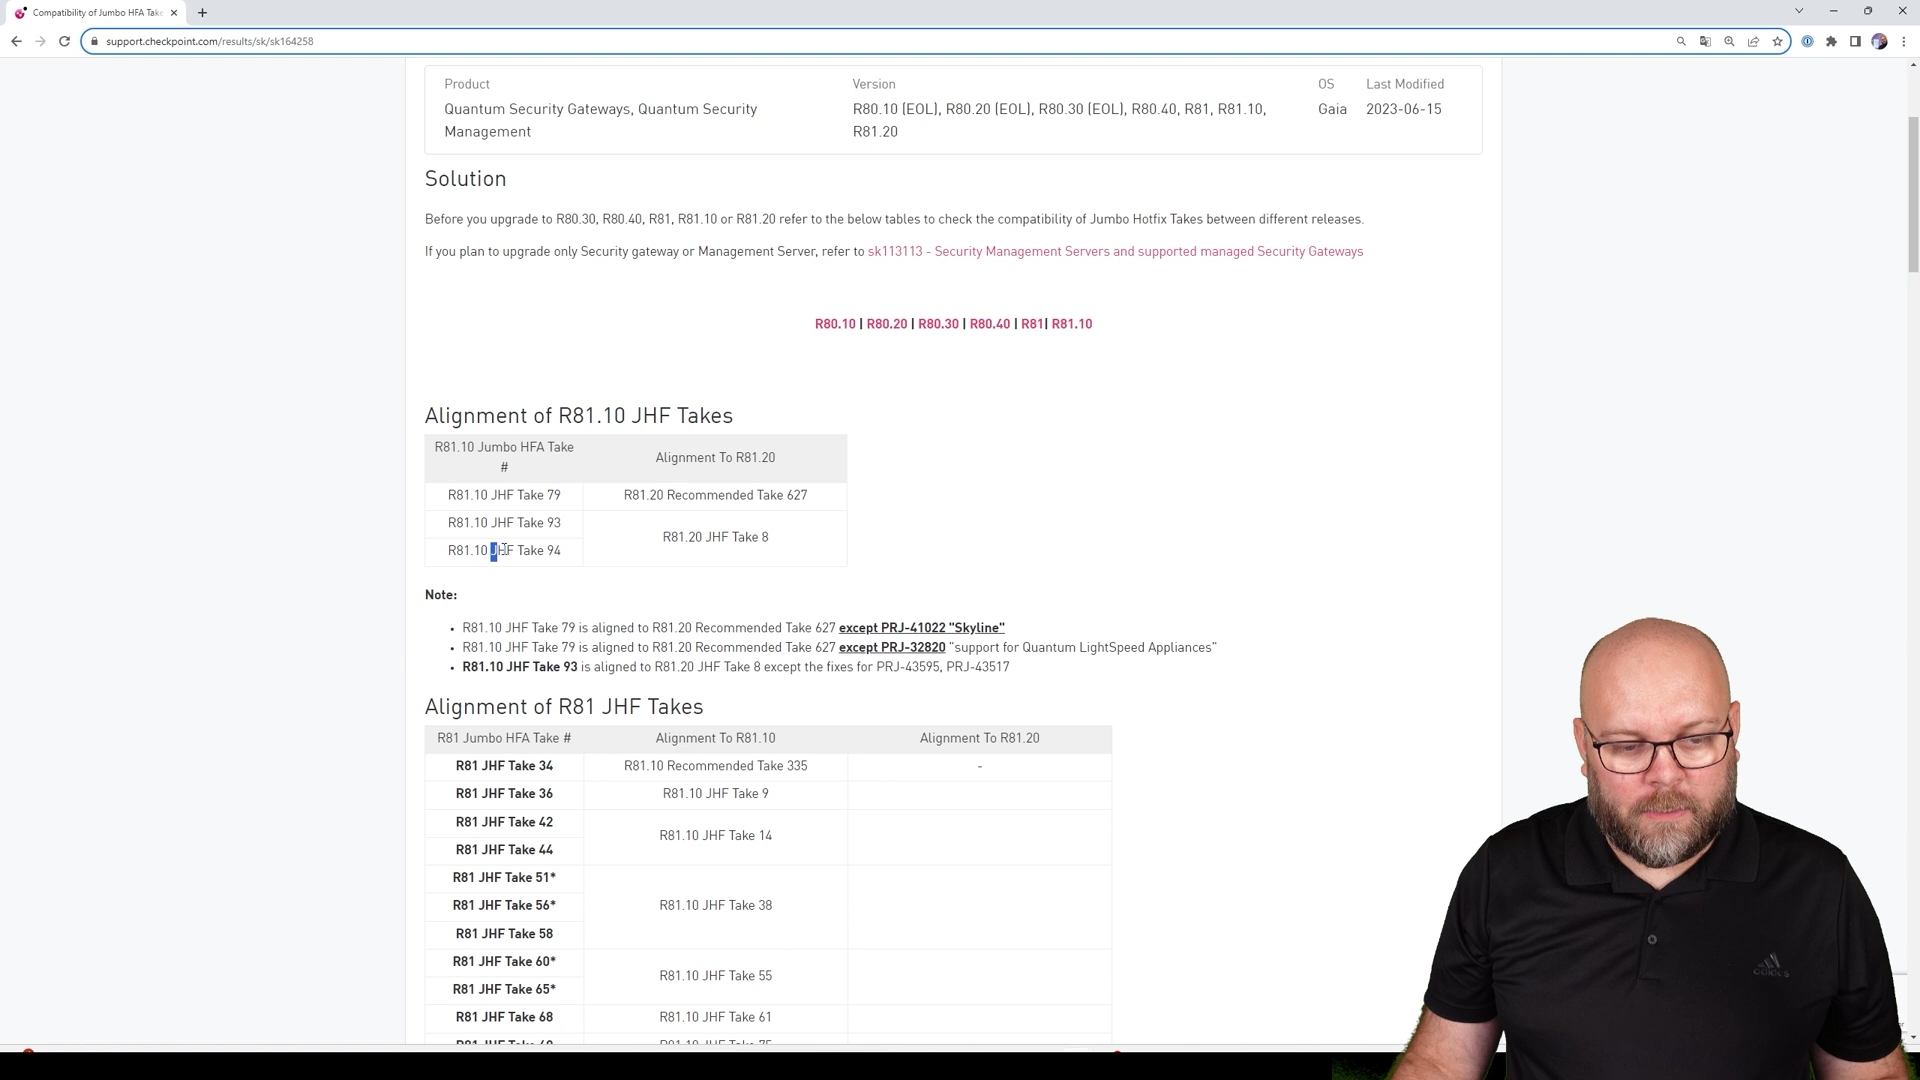 Compatibility of Jumbo HFA Take
support.checkpoint.com/results/sk/sk164258
Product
Version
OS
Last Modified
Quantum Security Gateways, Quantum Security
Management
R80.10 (EOL), R80.20 (EOL), R80.30 (EOL), R80.40, R81, R81.10,
R81.20
Gaia
2023-06-15
Solution
Before you upgrade to R80.30, R80.40, R81, R81.10 or R81.20 refer to the below tables to check the compatibility of Jumbo Hotfix Takes between different releases.
If you plan to upgrade only Security gateway or Management Server, refer to sk113113 - Security Management Servers and supported managed Security Gateways
R80.10 | R80.20 | R80.30 | R80.40 | R81| R81.10
Alignment of R81.10 JHF Takes
R81.10 Jumbo HFA Take
#
Alignment To R81.20
R81.10 JHF Take 79
R81.20 Recommended Take 627
R81.10 JHF Take 93
R81.20 JHF Take 8
R81.10 JHF Take 94
Note:
• R81.10 JHF Take 79 is aligned to R81.20 Recommended Take 627 except PRJ-41022 "Skyline"
• R81.10 JHF Take 79 is aligned to R81.20 Recommended Take 627 except PRJ-32820 "support for Quantum LightSpeed Appliances"
• R81.10 JHF Take 93 is aligned to R81.20 JHF Take 8 except the fixes for PRJ-43595, PRJ-43517
Alignment of R81 JHF Takes
R81 Jumbo HFA Take #
Alignment To R81.10
Alignment To R81.20
R81 JHF Take 34
R81.10 Recommended Take 335
-
R81 JHF Take 36
R81.10 JHF Take 9
R81 JHF Take 42
R81.10 JHF Take 14
R81 JHF Take 44
R81 JHF Take 51*
R81 JHF Take 56*
R81.10 JHF Take 38
R81 JHF Take 58
R81 JHF Take 60*
R81.10 JHF Take 55
R81 JHF Take 65*
R81 JHF Take 68
R81.10 JHF Take 61
adidas